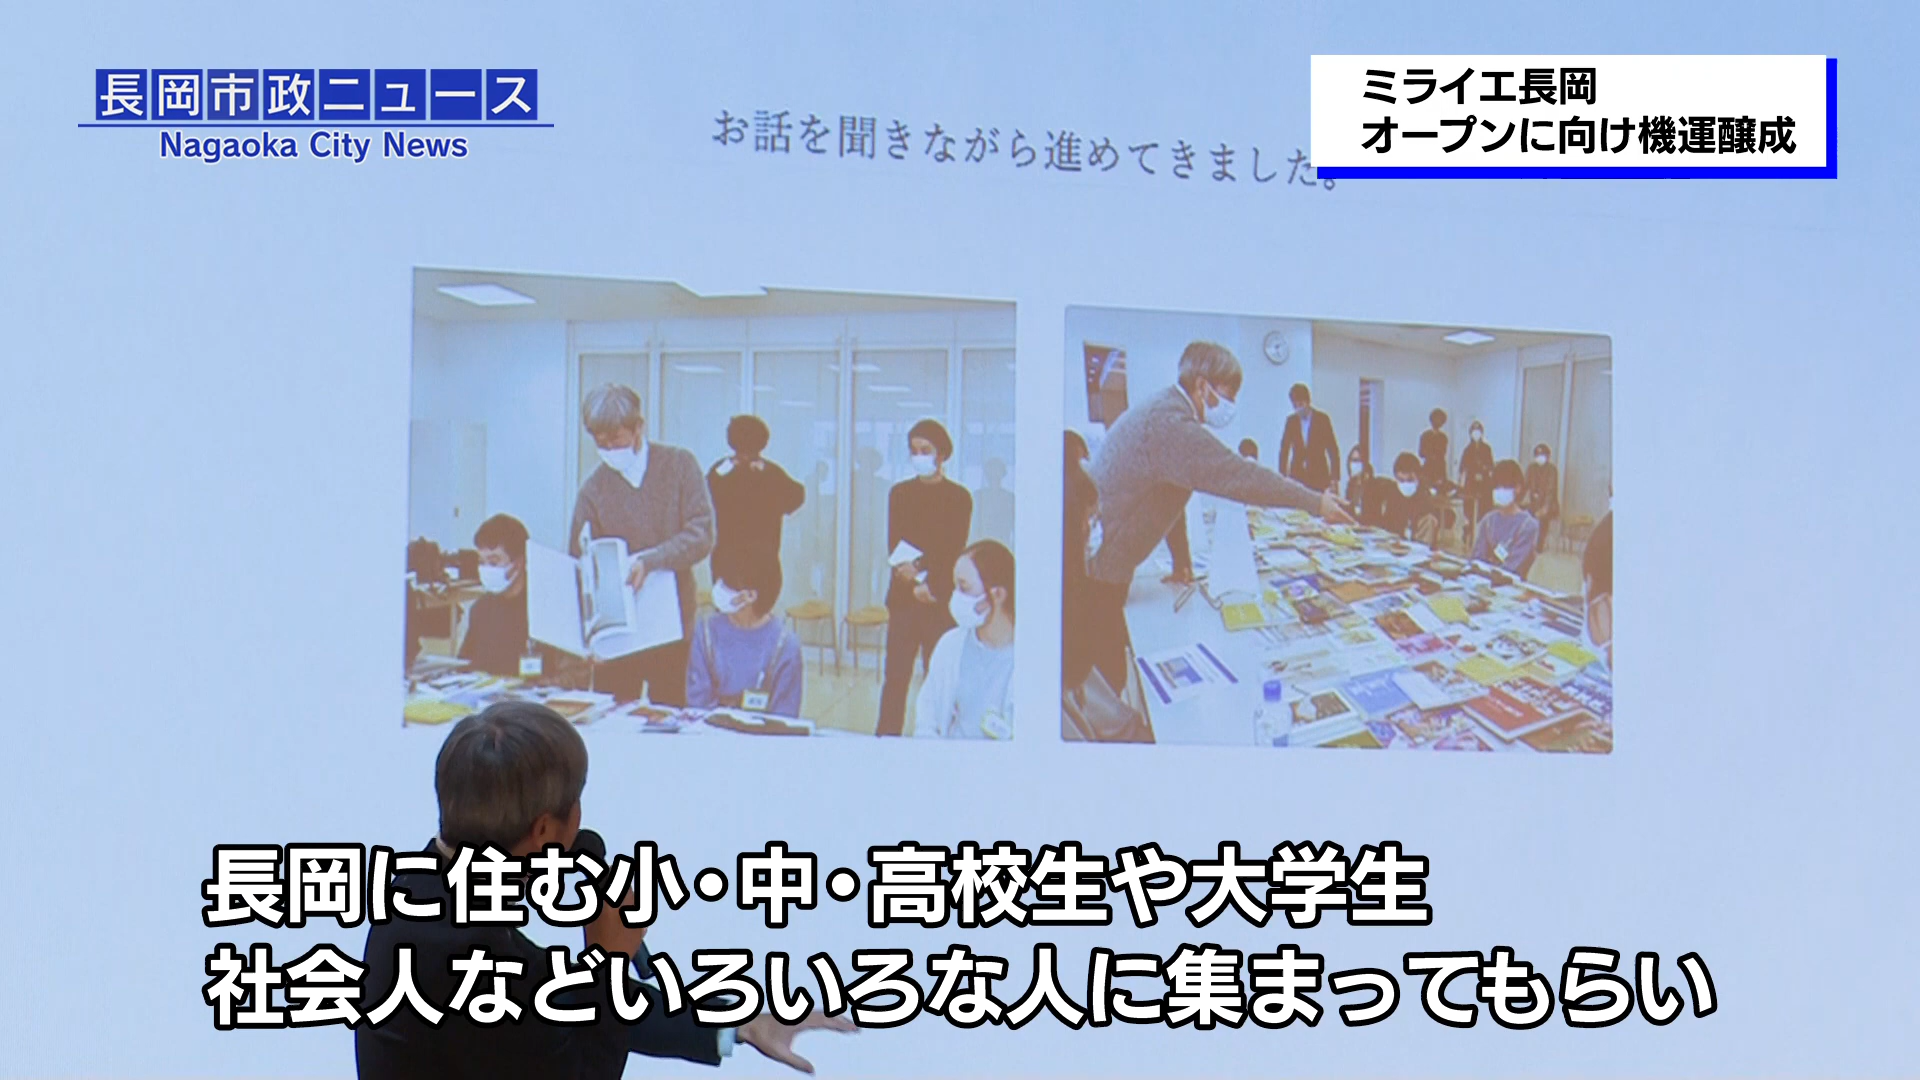 長岡市政ニュース
Nagaoka City News
ミライエ長岡
オープンに向け機運醸成
お話を聞きながら進めてきました。
長岡に住む小・中・高校生や大学生
社会人などいろいろな人に集まってもらい